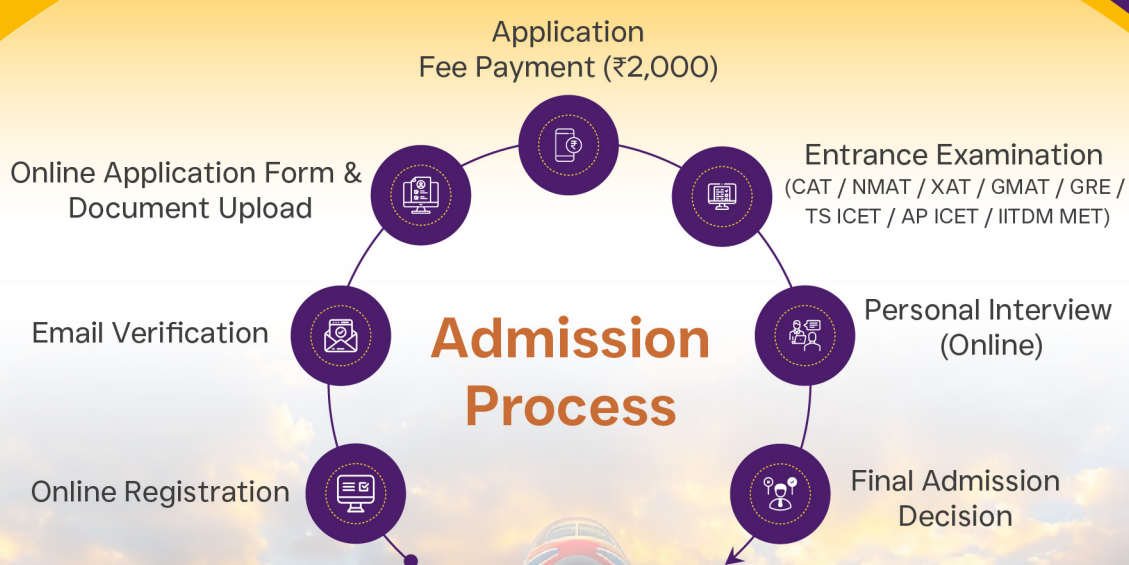 Application
Fee Payment (₹2,000)
Online Application Form &
Document Upload
Entrance Examination
(CAT / NMAT / XAT / GMAT / GRE /
TS ICET / AP ICET / IITDM MET)
Email Verification
Admission
Process
Personal Interview
(Online)
Online Registration
Final Admission
Decision